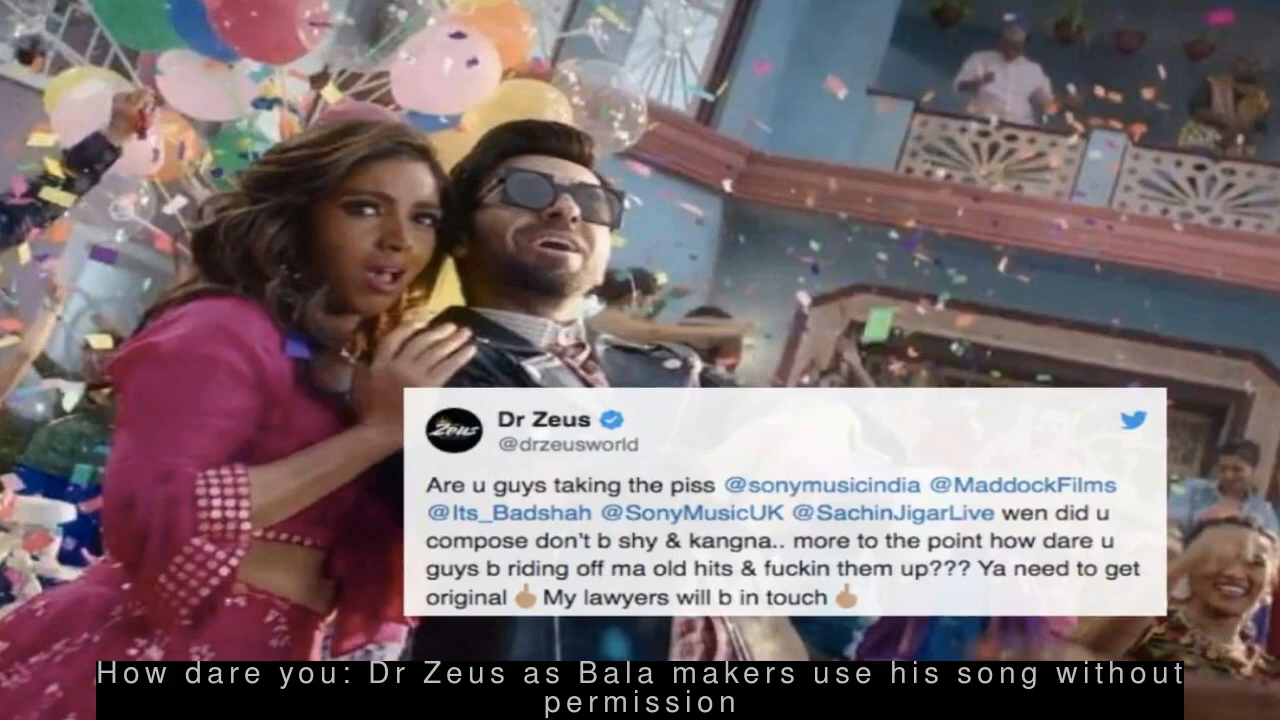 Zeus
Dr Zeus
@drzeusworld
Are u guys taking the piss @sonymusicindia @MaddockFilms
@Its_Badshah @SonyMusicUK @SachinJigarLive wen did u
compose don't b shy & kangna.. more to the point how dare u
guys b riding off ma old hits & fuckin them up??? Ya need to get
original 🖕🏽 My lawyers will b in touch 🖕🏽
How dare you: Dr Zeus as Bala makers use his song without
permission